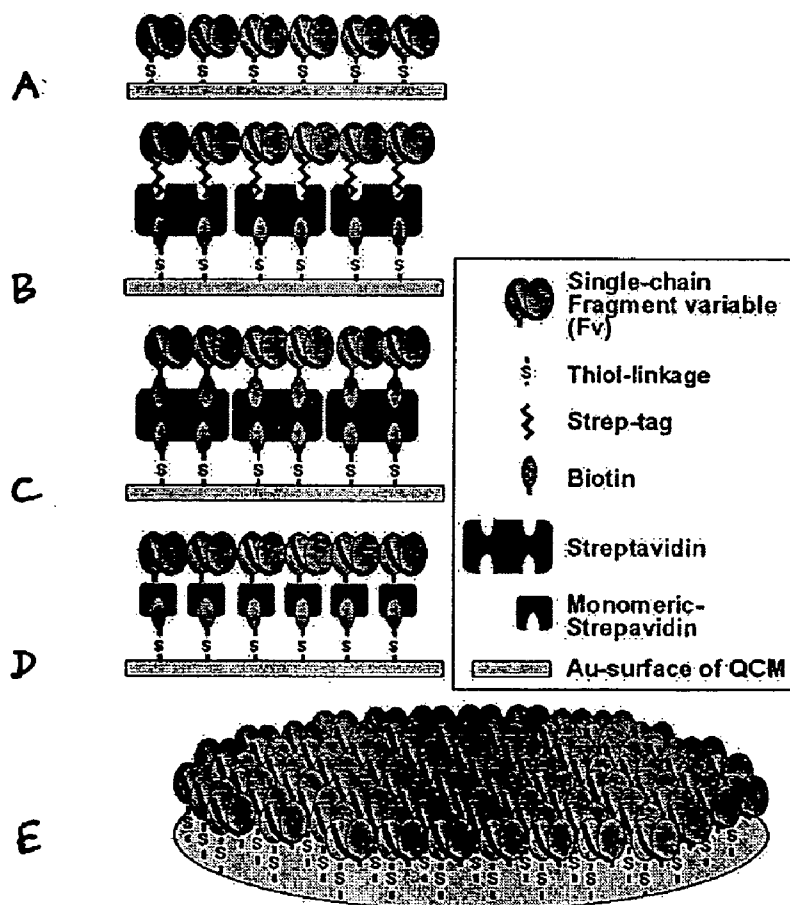 A
S S S S S S
B
S S S S S S
C
S S S S S S
D
S S S S S S
E
Single-chain
Fragment variable
(Fv)
S
Thiol-linkage
Strep-tag
Biotin
Streptavidin
Monomeric-
Strepavidin
Au-surface of QCM